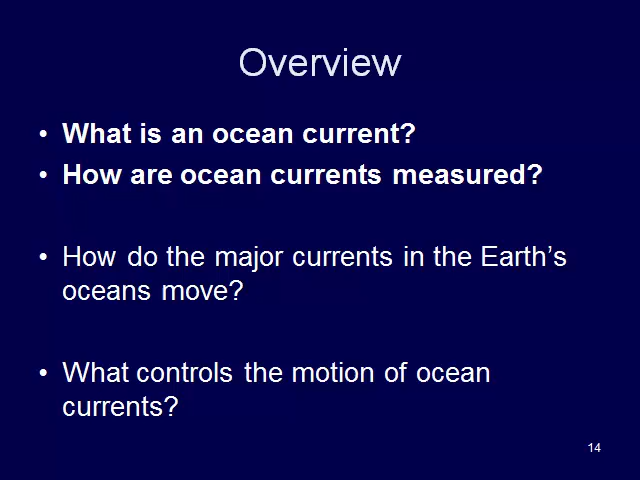 Overview
• What is an ocean current?
• How are ocean currents measured?
• How do the major currents in the Earth’s
oceans move?
• What controls the motion of ocean
currents?
14